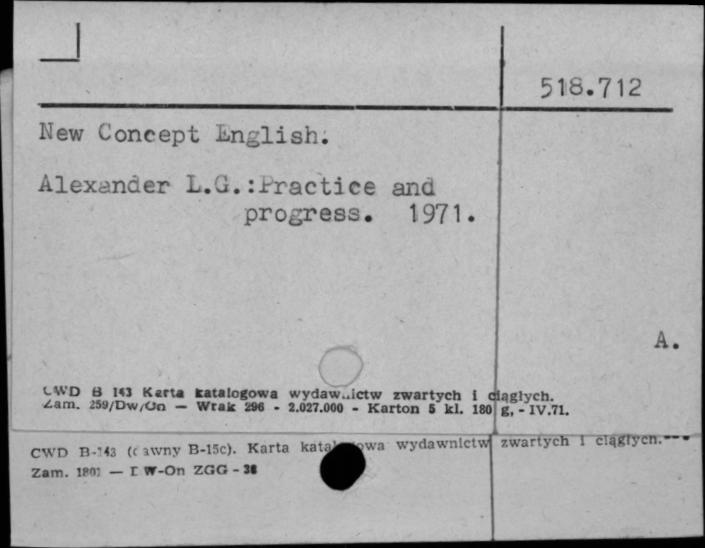 518.712
New Concept English.
Alexander L.G.:Practice and
progress. 1971.
A.
CWD B 143 Karta katalogowa wydawnictw zwartych i ciągłych.
Zam. 259/Dw/On — Wrak 296 - 2.027.000 - Karton 5 kl. 180 g, - IV.71.
CWD B-143 (dawny B-15c). Karta katalogowa wydawnictw zwartych i ciągłych.
Zam. 1801 — DW-On ZGG - 38